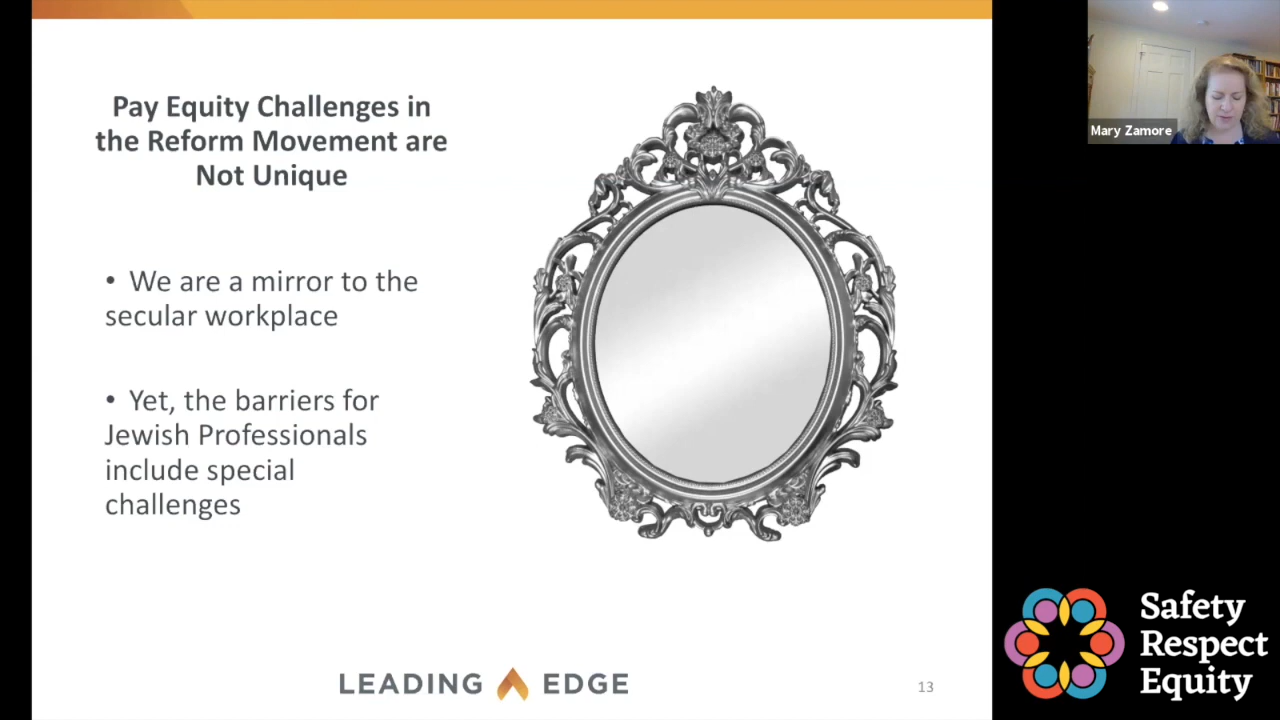 Pay Equity Challenges in
the Reform Movement are
Not Unique
• We are a mirror to the
secular workplace
• Yet, the barriers for
Jewish Professionals
include special
challenges
LEADING EDGE
13
Mary Zamore
Safety
Respect
Equity